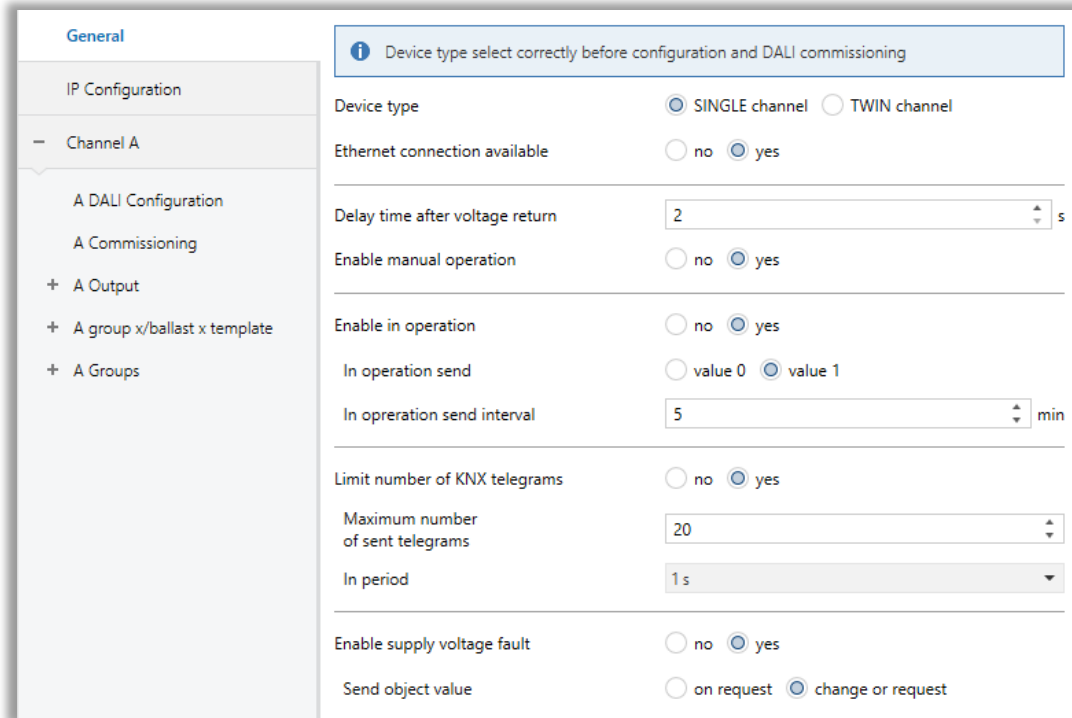 General
IP Configuration
Channel A
A DALI Configuration
A Commissioning
A Output
A group x/ballast x template
A Groups
Device type select correctly before configuration and DALI commissioning
Device type SINGLE channel TWIN channel
Ethernet connection available no yes
Delay time after voltage return 2 s
Enable manual operation no yes
Enable in operation no yes
In operation send value 0 value 1
In opreration send interval 5 min
Limit number of KNX telegrams no yes
Maximum number
of sent telegrams 20
In period 1 s
Enable supply voltage fault no yes
Send object value on request change or request